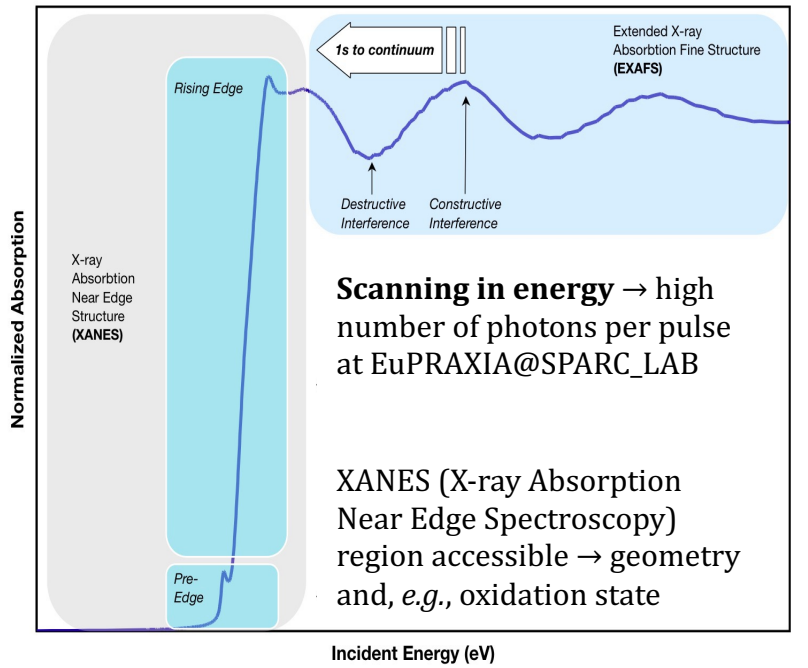 1s to continuum
Extended X-ray
Absorbtion Fine Structure
(EXAFS)
Rising Edge
Destructive
Interference
Constructive
Interference
X-ray
Absorbtion
Near Edge
Structure
(XANES)
Scanning in energy → high
number of photons per pulse
at EuPRAXIA@SPARC_LAB
XANES (X-ray Absorption
Near Edge Spectroscopy)
region accessible → geometry
and, e.g., oxidation state
Pre-
Edge
Normalized Absorption
Incident Energy (eV)